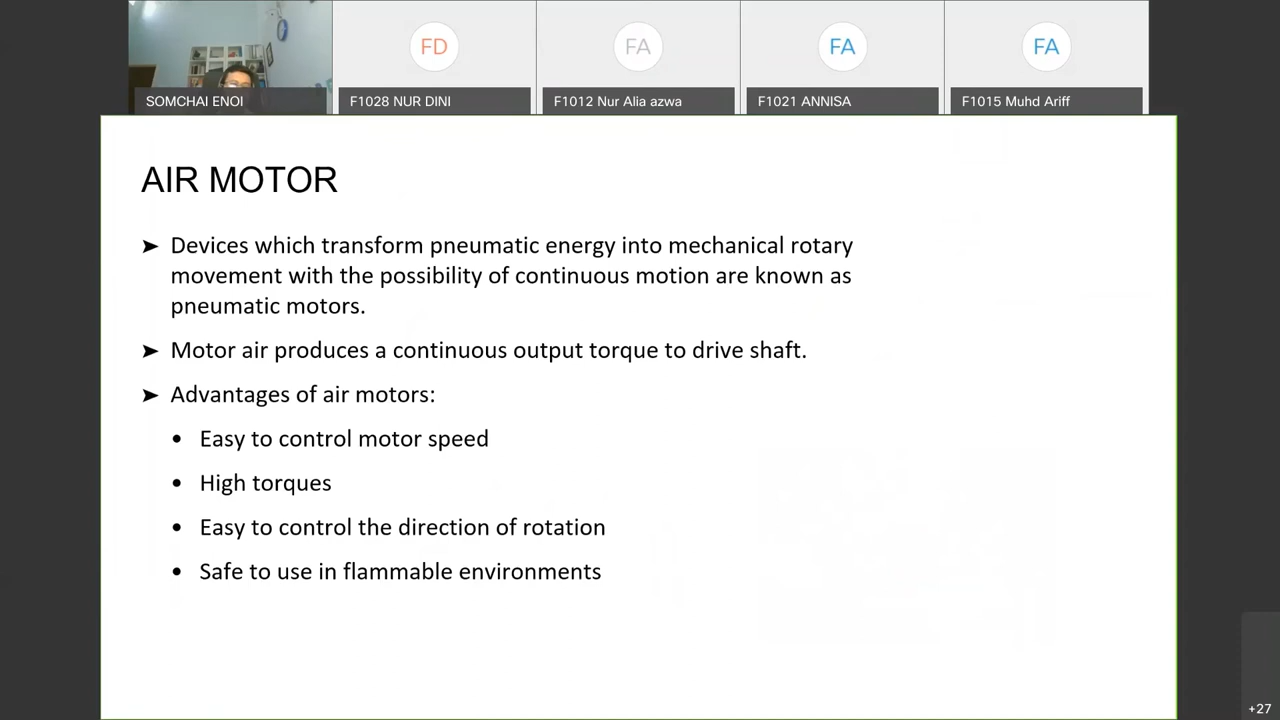 FD
FA
FA
FA
SOMCHAI ENOI
F1028 NUR DINI
F1012 Nur Alia azwa
F1021 ANNISA
F1015 Muhd Ariff
AIR MOTOR
➤ Devices which transform pneumatic energy into mechanical rotary
movement with the possibility of continuous motion are known as
pneumatic motors.
➤ Motor air produces a continuous output torque to drive shaft.
➤ Advantages of air motors:
• Easy to control motor speed
• High torques
• Easy to control the direction of rotation
• Safe to use in flammable environments
+27